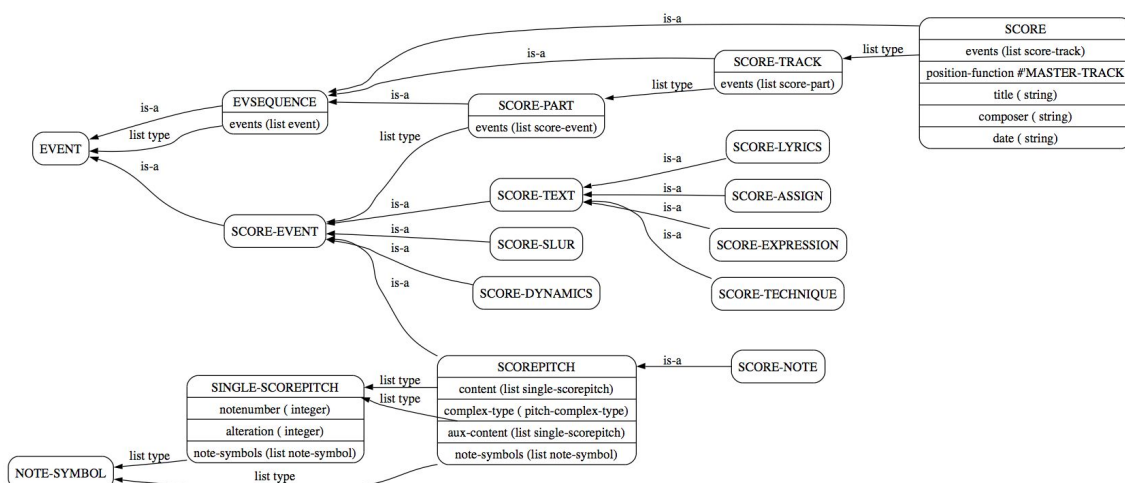 is-a
SCORE
events (list score-track)
position-function #'MASTER-TRACK
title ( string)
composer ( string)
date ( string)
list type
is-a
SCORE-TRACK
events (list score-part)
list type
EVSEQUENCE
events (list event)
is-a
SCORE-PART
events (list score-event)
is-a
list type
EVENT
is-a
list type
SCORE-LYRICS
is-a
SCORE-TEXT
is-a
SCORE-ASSIGN
is-a
SCORE-EVENT
is-a
is-a
SCORE-SLUR
SCORE-EXPRESSION
is-a
is-a
SCORE-DYNAMICS
SCORE-TECHNIQUE
is-a
SCOREPITCH
content (list single-scorepitch)
complex-type ( pitch-complex-type)
aux-content (list single-scorepitch)
note-symbols (list note-symbol)
is-a
SCORE-NOTE
SINGLE-SCOREPITCH
notenumber ( integer)
alteration ( integer)
note-symbols (list note-symbol)
list type
list type
list type
NOTE-SYMBOL
list type